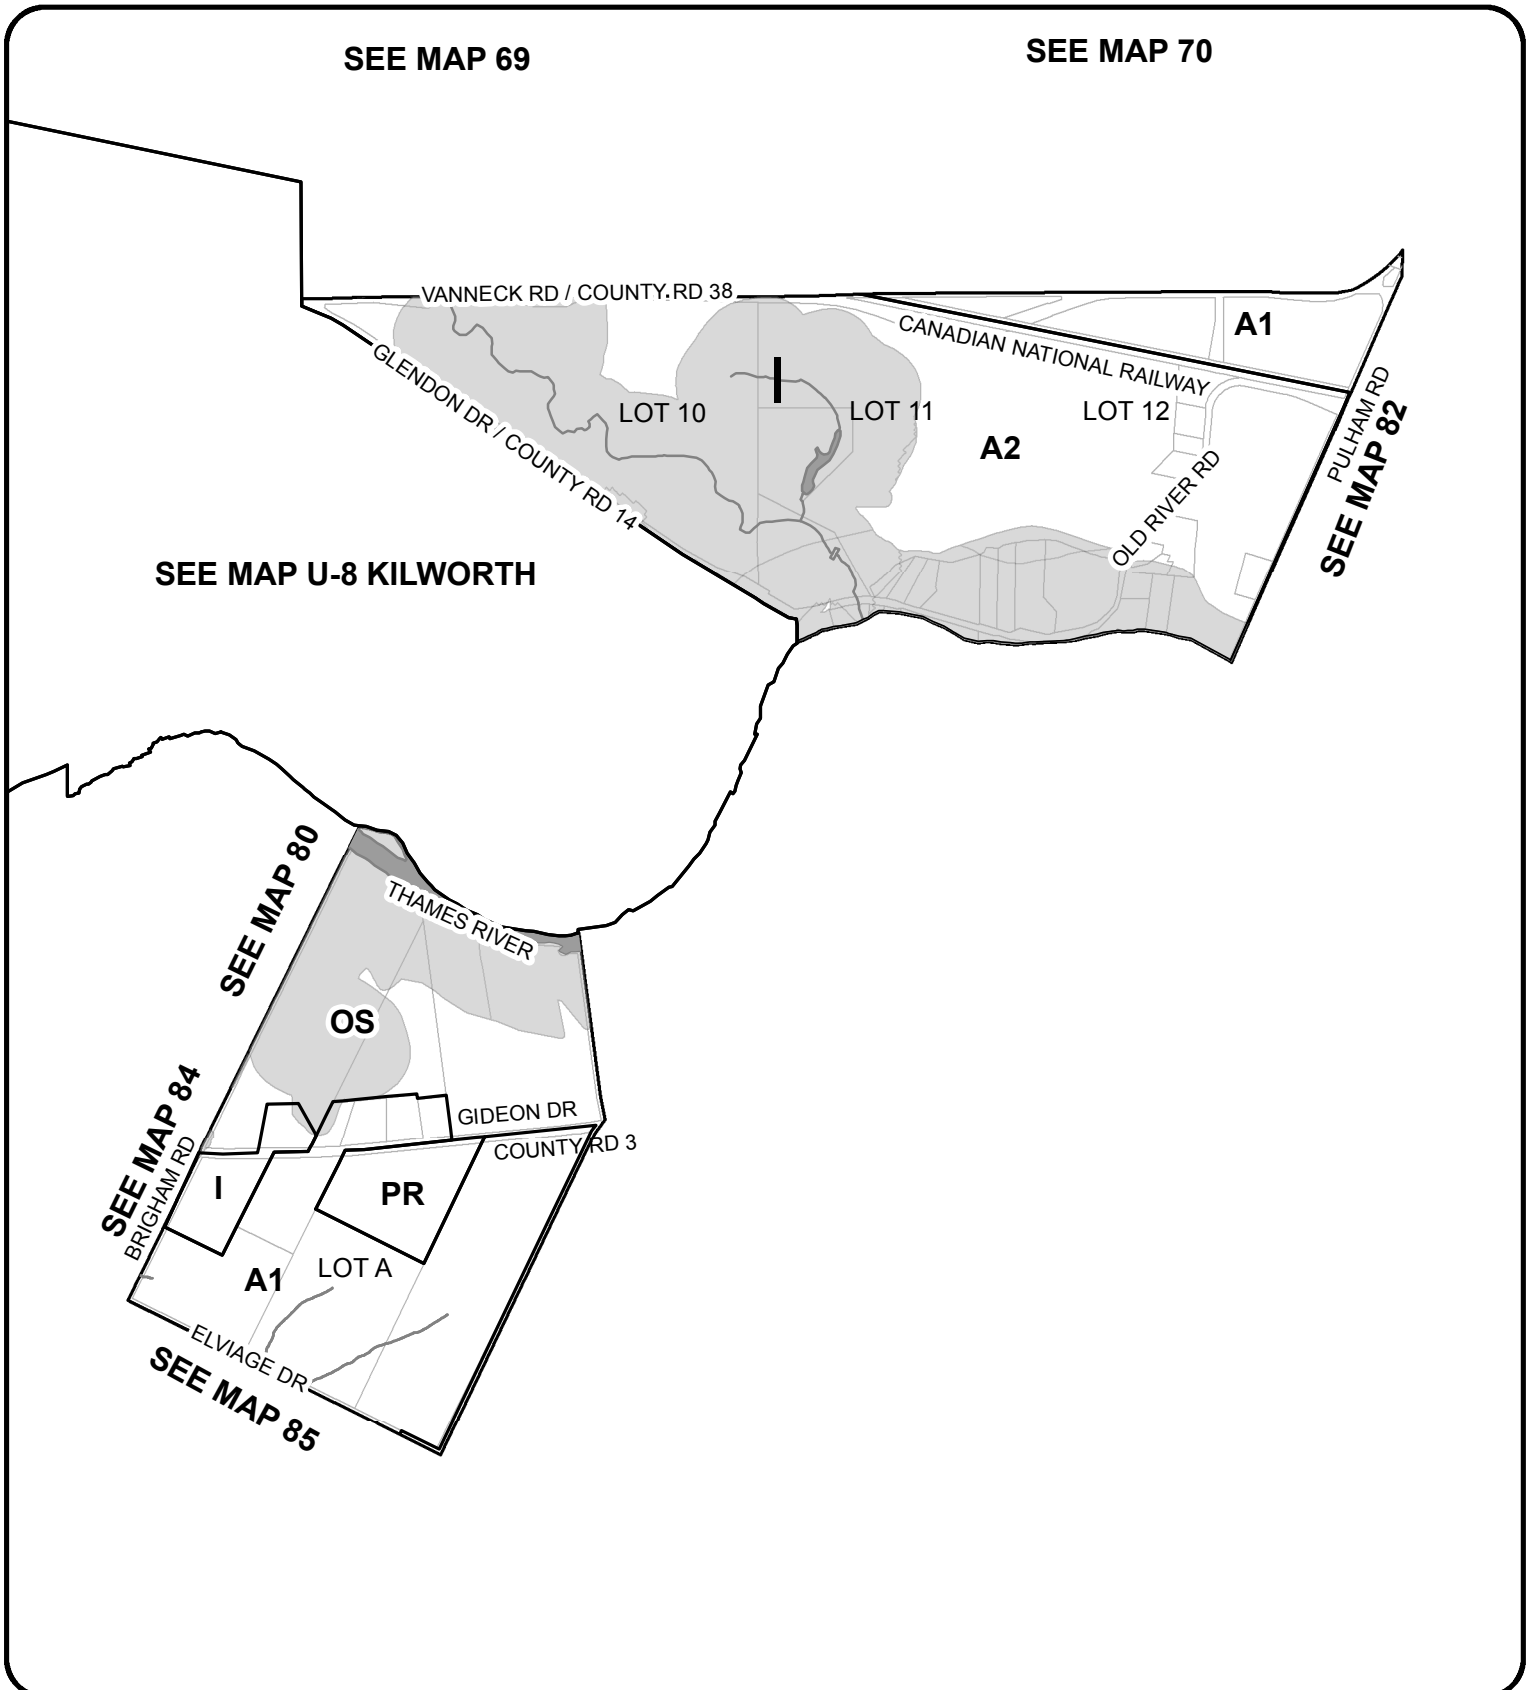 SEE MAP 69
SEE MAP 70
VANNECK RD / COUNTY RD 38
A1
CANADIAN NATIONAL RAILWAY
GLENDON DR / COUNTY RD 14
PULHAM RD
SEE MAP 82
I
LOT 10
LOT 11
LOT 12
A2
OLD RIVER RD
SEE MAP U-8 KILWORTH
SEE MAP 80
THAMES RIVER
OS
SEE MAP 84
BRIGHAM RD
GIDEON DR
COUNTY RD 3
I
PR
A1
LOT A
ELVIAGE DR
SEE MAP 85